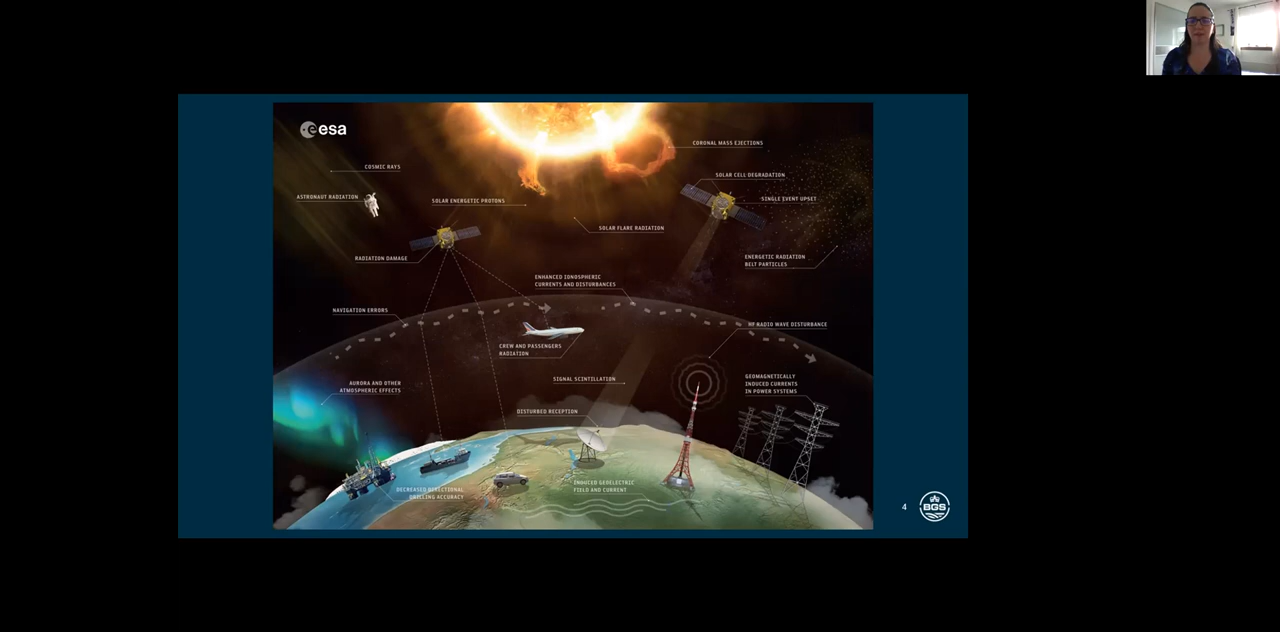 esa
CORONAL MASS EJECTIONS
COSMIC RAYS
SOLAR CELL DEGRADATION
ASTRONAUT RADIATION
SOLAR ENERGETIC PROTONS
SINGLE EVENT UPSET
SOLAR FLARE RADIATION
RADIATION DAMAGE
ENERGETIC RADIATION
BELT PARTICLES
ENHANCED IONOSPHERIC
CURRENTS AND DISTURBANCES
NAVIGATION ERRORS
HF RADIO WAVE DISTURBANCE
CREW AND PASSENGERS
RADIATION
SIGNAL SCINTILLATION
GEOMAGNETICALLY
INDUCED CURRENTS
IN POWER SYSTEMS
AURORA AND OTHER
ATMOSPHERIC EFFECTS
DISTURBED RECEPTION
DECREASED DIRECTIONAL
DRILLING ACCURACY
INDUCED GEOELECTRIC
FIELD AND CURRENT
4
BGS